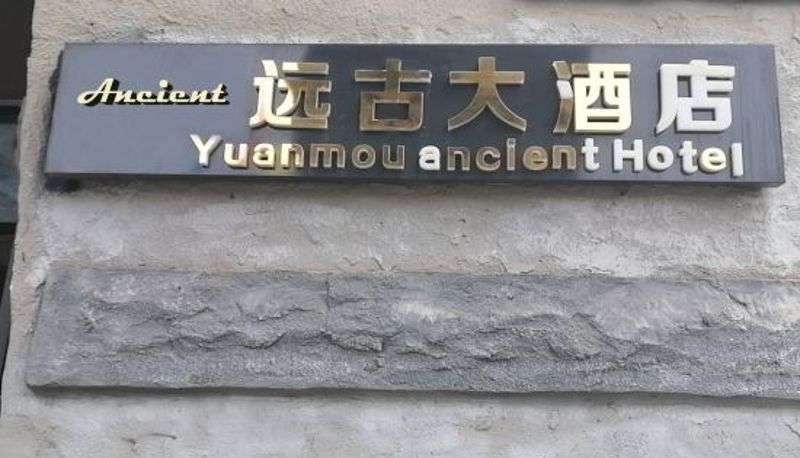 Ancient 远古大酒店
Yuanmou ancient Hotel